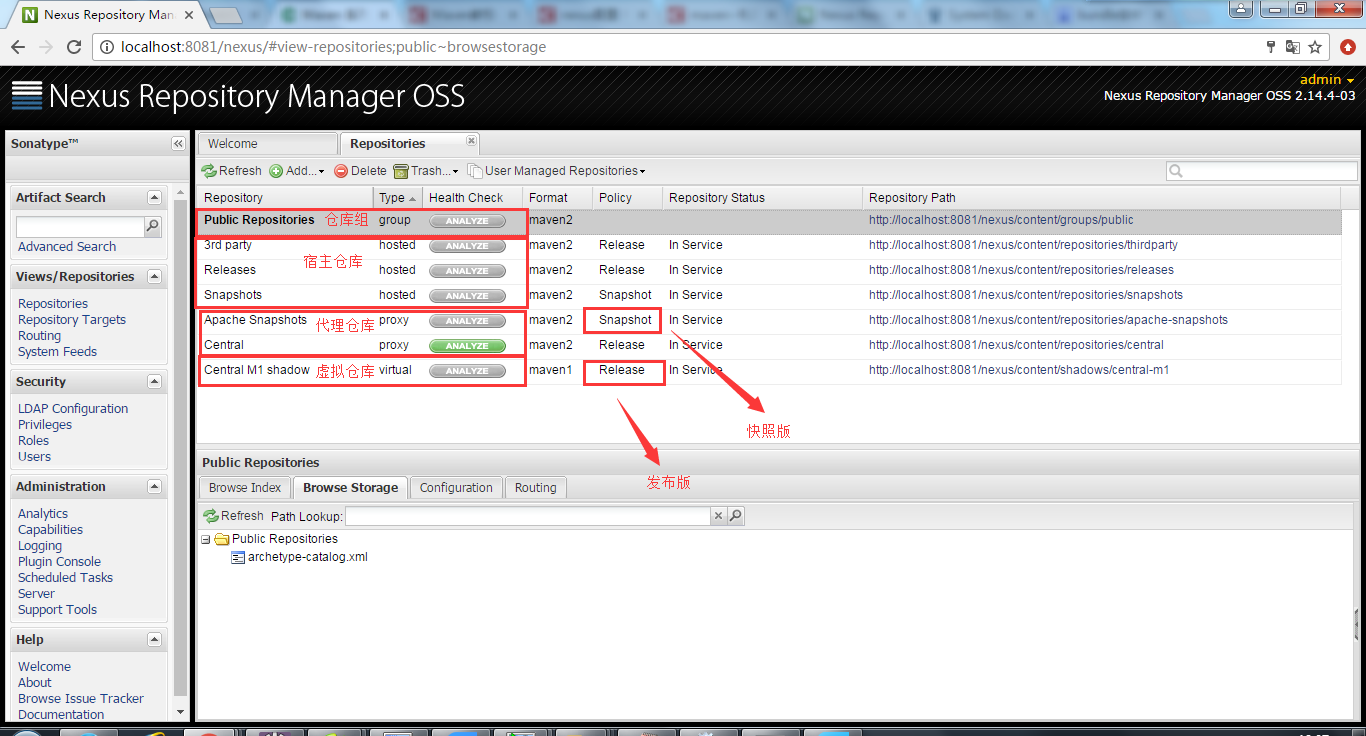 Nexus Repository Man
localhost:8081/nexus/#view-repositories;public~browsestorage
Nexus Repository Manager OSS
admin
Nexus Repository Manager OSS 2.14.4-03
Sonatype™
Welcome
Repositories
Refresh Add... Delete Trash... User Managed Repositories
Artifact Search
Advanced Search
Views/Repositories
Repositories
Repository Targets
Routing
System Feeds
Security
LDAP Configuration
Privileges
Roles
Users
Administration
Analytics
Capabilities
Logging
Plugin Console
Scheduled Tasks
Server
Support Tools
Help
Welcome
About
Browse Issue Tracker
Documentation
Repository Type Health Check Format Policy Repository Status Repository Path
Public Repositories 仓库组 group ANALYZE maven2 http://localhost:8081/nexus/content/groups/public
3rd party hosted ANALYZE maven2 Release In Service http://localhost:8081/nexus/content/repositories/thirdparty
宿主仓库
Releases hosted ANALYZE maven2 Release In Service http://localhost:8081/nexus/content/repositories/releases
Snapshots hosted ANALYZE maven2 Snapshot In Service http://localhost:8081/nexus/content/repositories/snapshots
Apache Snapshots 代理仓库 proxy ANALYZE maven2 Snapshot In Service http://localhost:8081/nexus/content/repositories/apache-snapshots
Central proxy ANALYZE maven2 Release In Service http://localhost:8081/nexus/content/repositories/central
Central M1 shadow 虚拟仓库 virtual ANALYZE maven1 Release In Service http://localhost:8081/nexus/content/shadows/central-m1
快照版
发布版
Public Repositories
Browse Index Browse Storage Configuration Routing
Refresh Path Lookup:
Public Repositories
archetype-catalog.xml